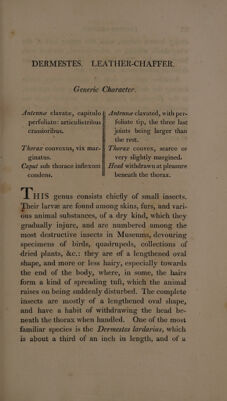 DERMESTES. LEATHER-CHAFFER.
Generic Character.
Antennæ clavatæ, capitulo
perfoliato: articulis tribus
crassioribus.
Thorax convexus, vix mar-
ginatus.
Caput sub thorace inflexum
condens.
Antennæ clavated, with per-
foliate tip, the three last
joints being larger than
the rest.
Thorax convex, scarce or
very slightly margined.
Head withdrawn at pleasure
beneath the thorax.
THIS genus consists chiefly of small insects.
Their larvæ are found among skins, furs, and vari-
ous animal substances, of a dry kind, which they
gradually injure, and are numbered among the
most destructive insects in Museums, devouring
specimens of birds, quadrupeds, collections of
dried plants, &c.: they are of a lengthened oval
shape, and more or less hairy, especially towards
the end of the body, where, in some, the hairs
form a kind of spreading tuft, which the animal
raises on being suddenly disturbed. The complete
insects are mostly of a lengthened oval shape,
and have a habit of withdrawing the head be-
neath the thorax when handled. One of the most
familiar species is the Dermestes lardarius, which
is about a third of an inch in length, and of a